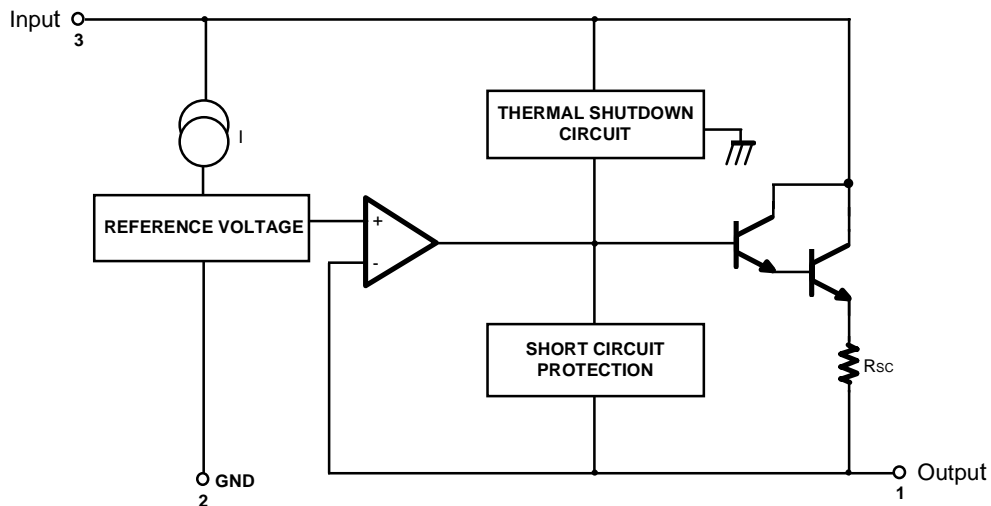 Input
3
THERMAL SHUTDOWN
CIRCUIT
I
REFERENCE VOLTAGE
+
-
SHORT CIRCUIT
PROTECTION
RSC
GND
2
Output
1